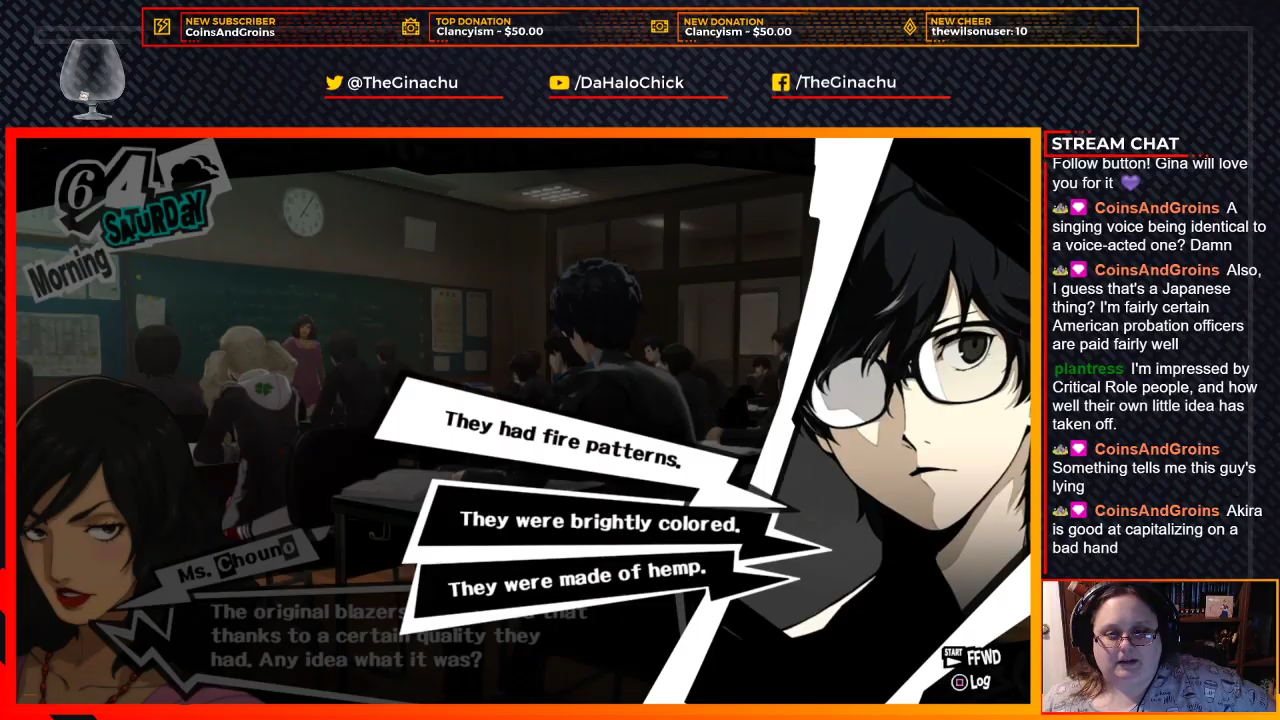 NEW SUBSCRIBER
CoinsAndGroins
TOP DONATION
Clancyism - $50.00
NEW DONATION
Clancyism - $50.00
NEW CHEER
thewilsonuser: 10
@TheGinachu
/DaHaloChick
/TheGinachu
STREAM CHAT
Follow button! Gina will love
you for it
CoinsAndGroins A
singing voice being identical to
a voice-acted one? Damn
CoinsAndGroins Also,
I guess that's a Japanese
thing? I'm fairly certain
American probation officers
are paid fairly well
plantress I'm impressed by
Critical Role people, and how
well their own little idea has
taken off.
CoinsAndGroins
Something tells me this guy's
lying
CoinsAndGroins Akira
is good at capitalizing on a
bad hand
6 4
SATURDAY
Morning
They had fire patterns.
They were brightly colored.
They were made of hemp.
Ms. Chouno
The original blazers that
thanks to a certain quality they
had. Any idea what it was?
START FFWD
Log